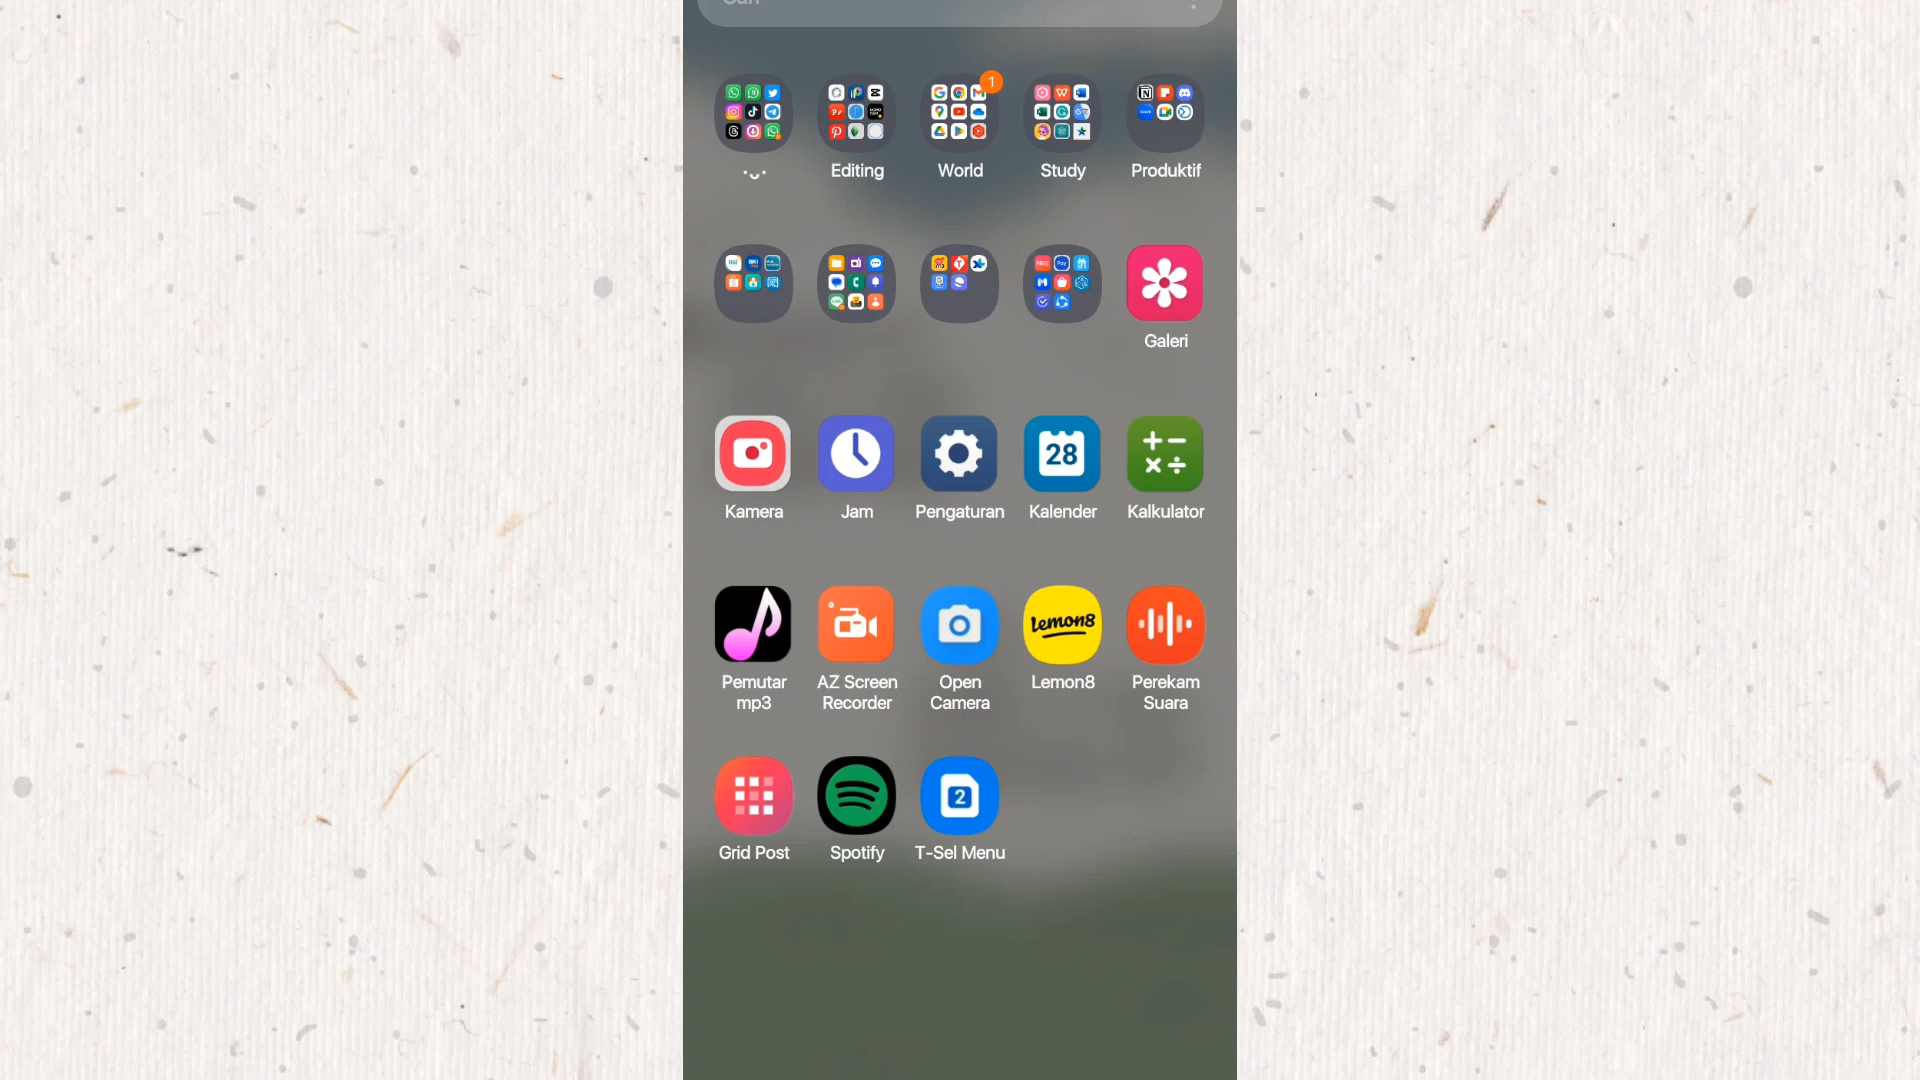 1
·ᴗ·
Editing
World
Study
Produktif
Galeri
28
Kamera
Jam
Pengaturan
Kalender
Kalkulator
Lemon8
Pemutar
mp3
AZ Screen
Recorder
Open
Camera
Lemon8
Perekam
Suara
2
Grid Post
Spotify
T-Sel Menu